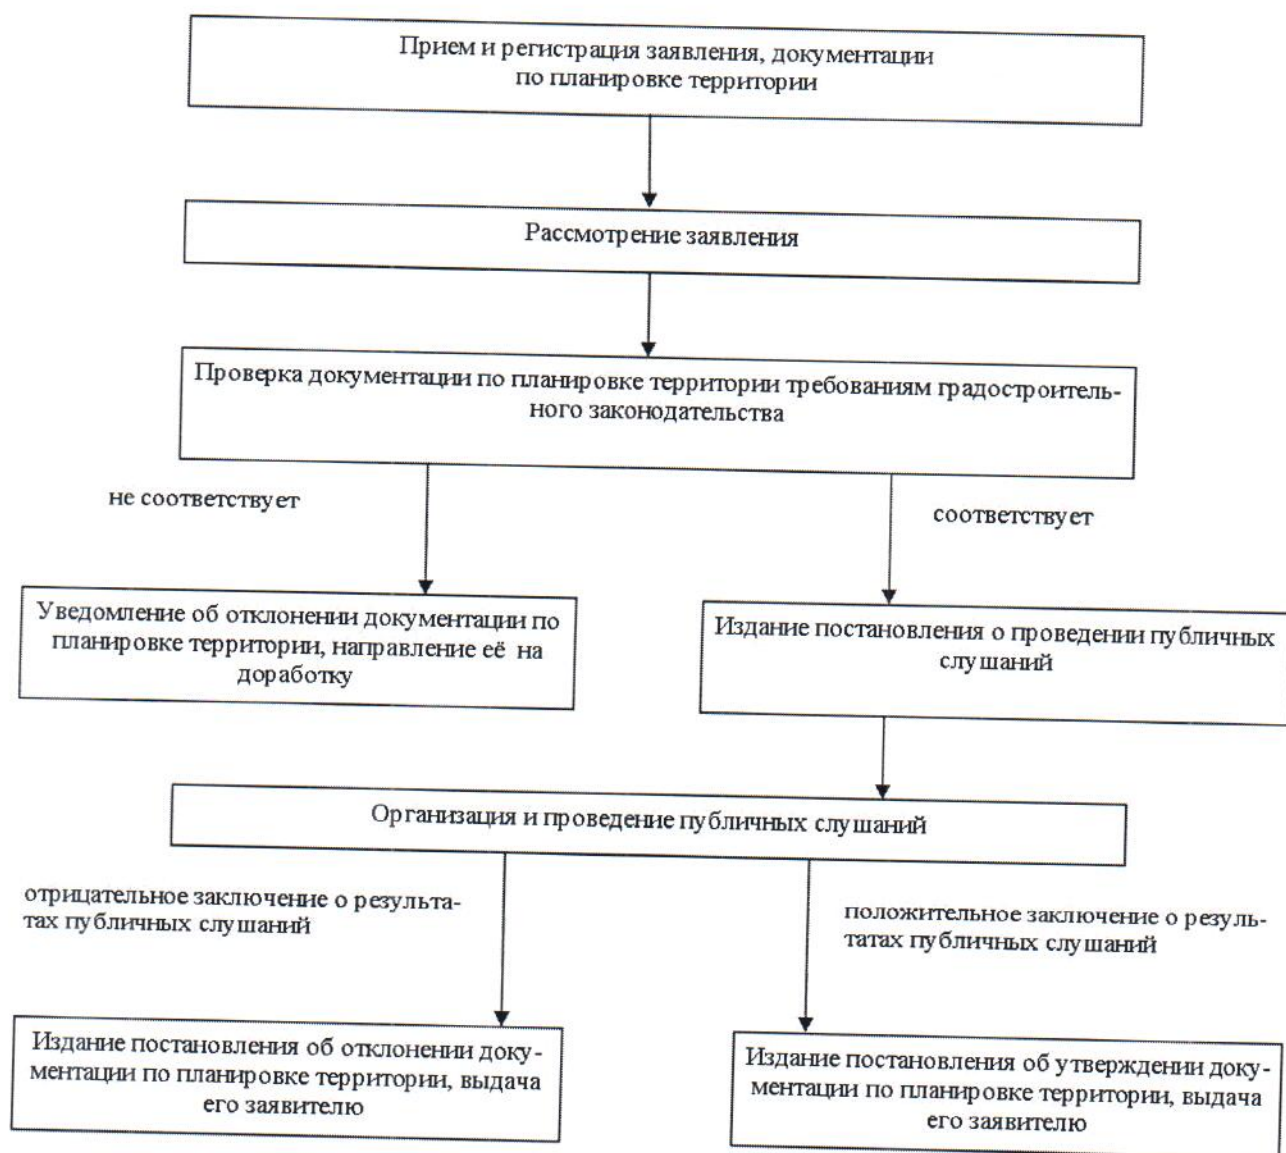 Прием и регистрация заявления, документации
по планировке территории
Рассмотрение заявления
Проверка документации по планировке территории требованиям градостроитель-
ного законодательства
не соответствует
соответствует
Уведомление об отклонении документации по
планировке территории, направление её на
доработку
Издание постановления о проведении публичных
слушаний
Организация и проведение публичных слушаний
отрицательное заключение о результа-
тах публичных слушаний
положительное заключение о резуль-
татах публичных слушаний
Издание постановления об отклонении доку-
ментации по планировке территории, выдача
его заявителю
Издание постановления об утверждении доку-
ментации по планировке территории, выдача
его заявителю